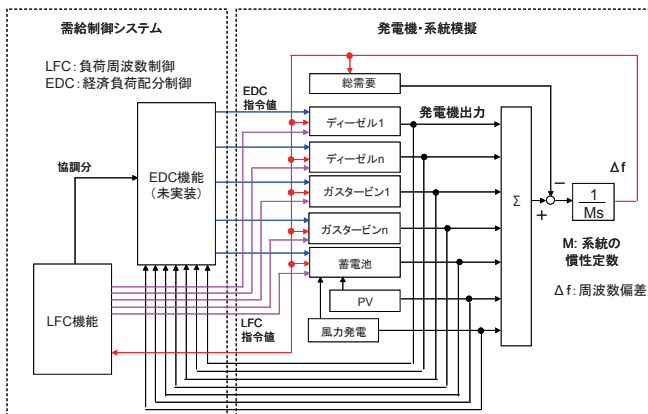 需給制御システム
発電機・系統模擬
LFC：負荷周波数制御
EDC：経済負荷配分制御
EDC
指令値
総需要
発電機出力
ディーゼル1
協調分
EDC機能
（未実装）
ディーゼルn
ガスタービン1
ガスタービンn
蓄電池
PV
風力発電
LFC機能
LFC
指令値
Σ
+
−
1
Ms
Δf
M: 系統の
慣性定数
Δf：周波数偏差